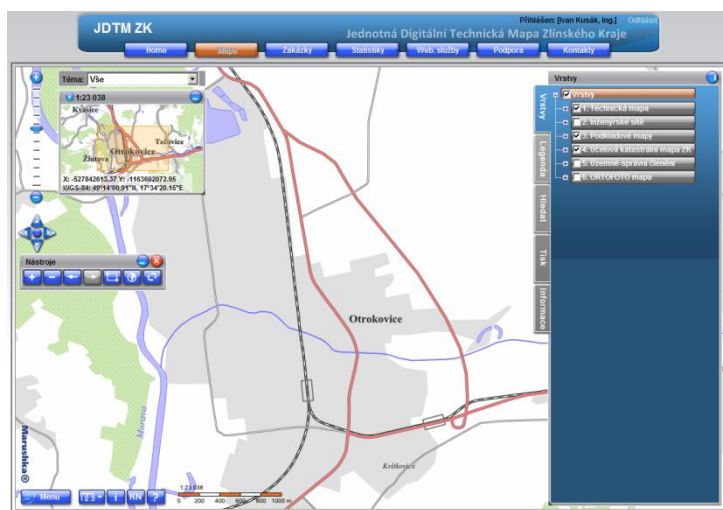 Přihlášen: [Ivan Kusák, Ing.] Odhlásit
JDTM ZK
Jednotná Digitální Technická Mapa Zlínského Kraje
Home Mapa Zakázky Statistiky Web. služby Podpora Kontakty
Téma: Vše
1:23 038
Kvasice
Tečovice
Otrokovice
Žlutava
X: -527842613.37 Y: -1163602072.95
WGS-84: 49°14'00.91"N, 17°34'20.15"E
Nástroje
Vrstvy
Vrstvy
1. Technická mapa
2. Inženýrské sítě
3. Podkladové mapy
4. Účelová katastrální mapa ZK
5. Územně-správní členění
6. ORTOFOTO mapa
Vrstvy
Legenda
Hledat
Tisk
Informace
Otrokovice
Morava
Kvítkovice
Marushka®
Menu
i KN ?
1:23 038
0 200 400 600 800 1000 m